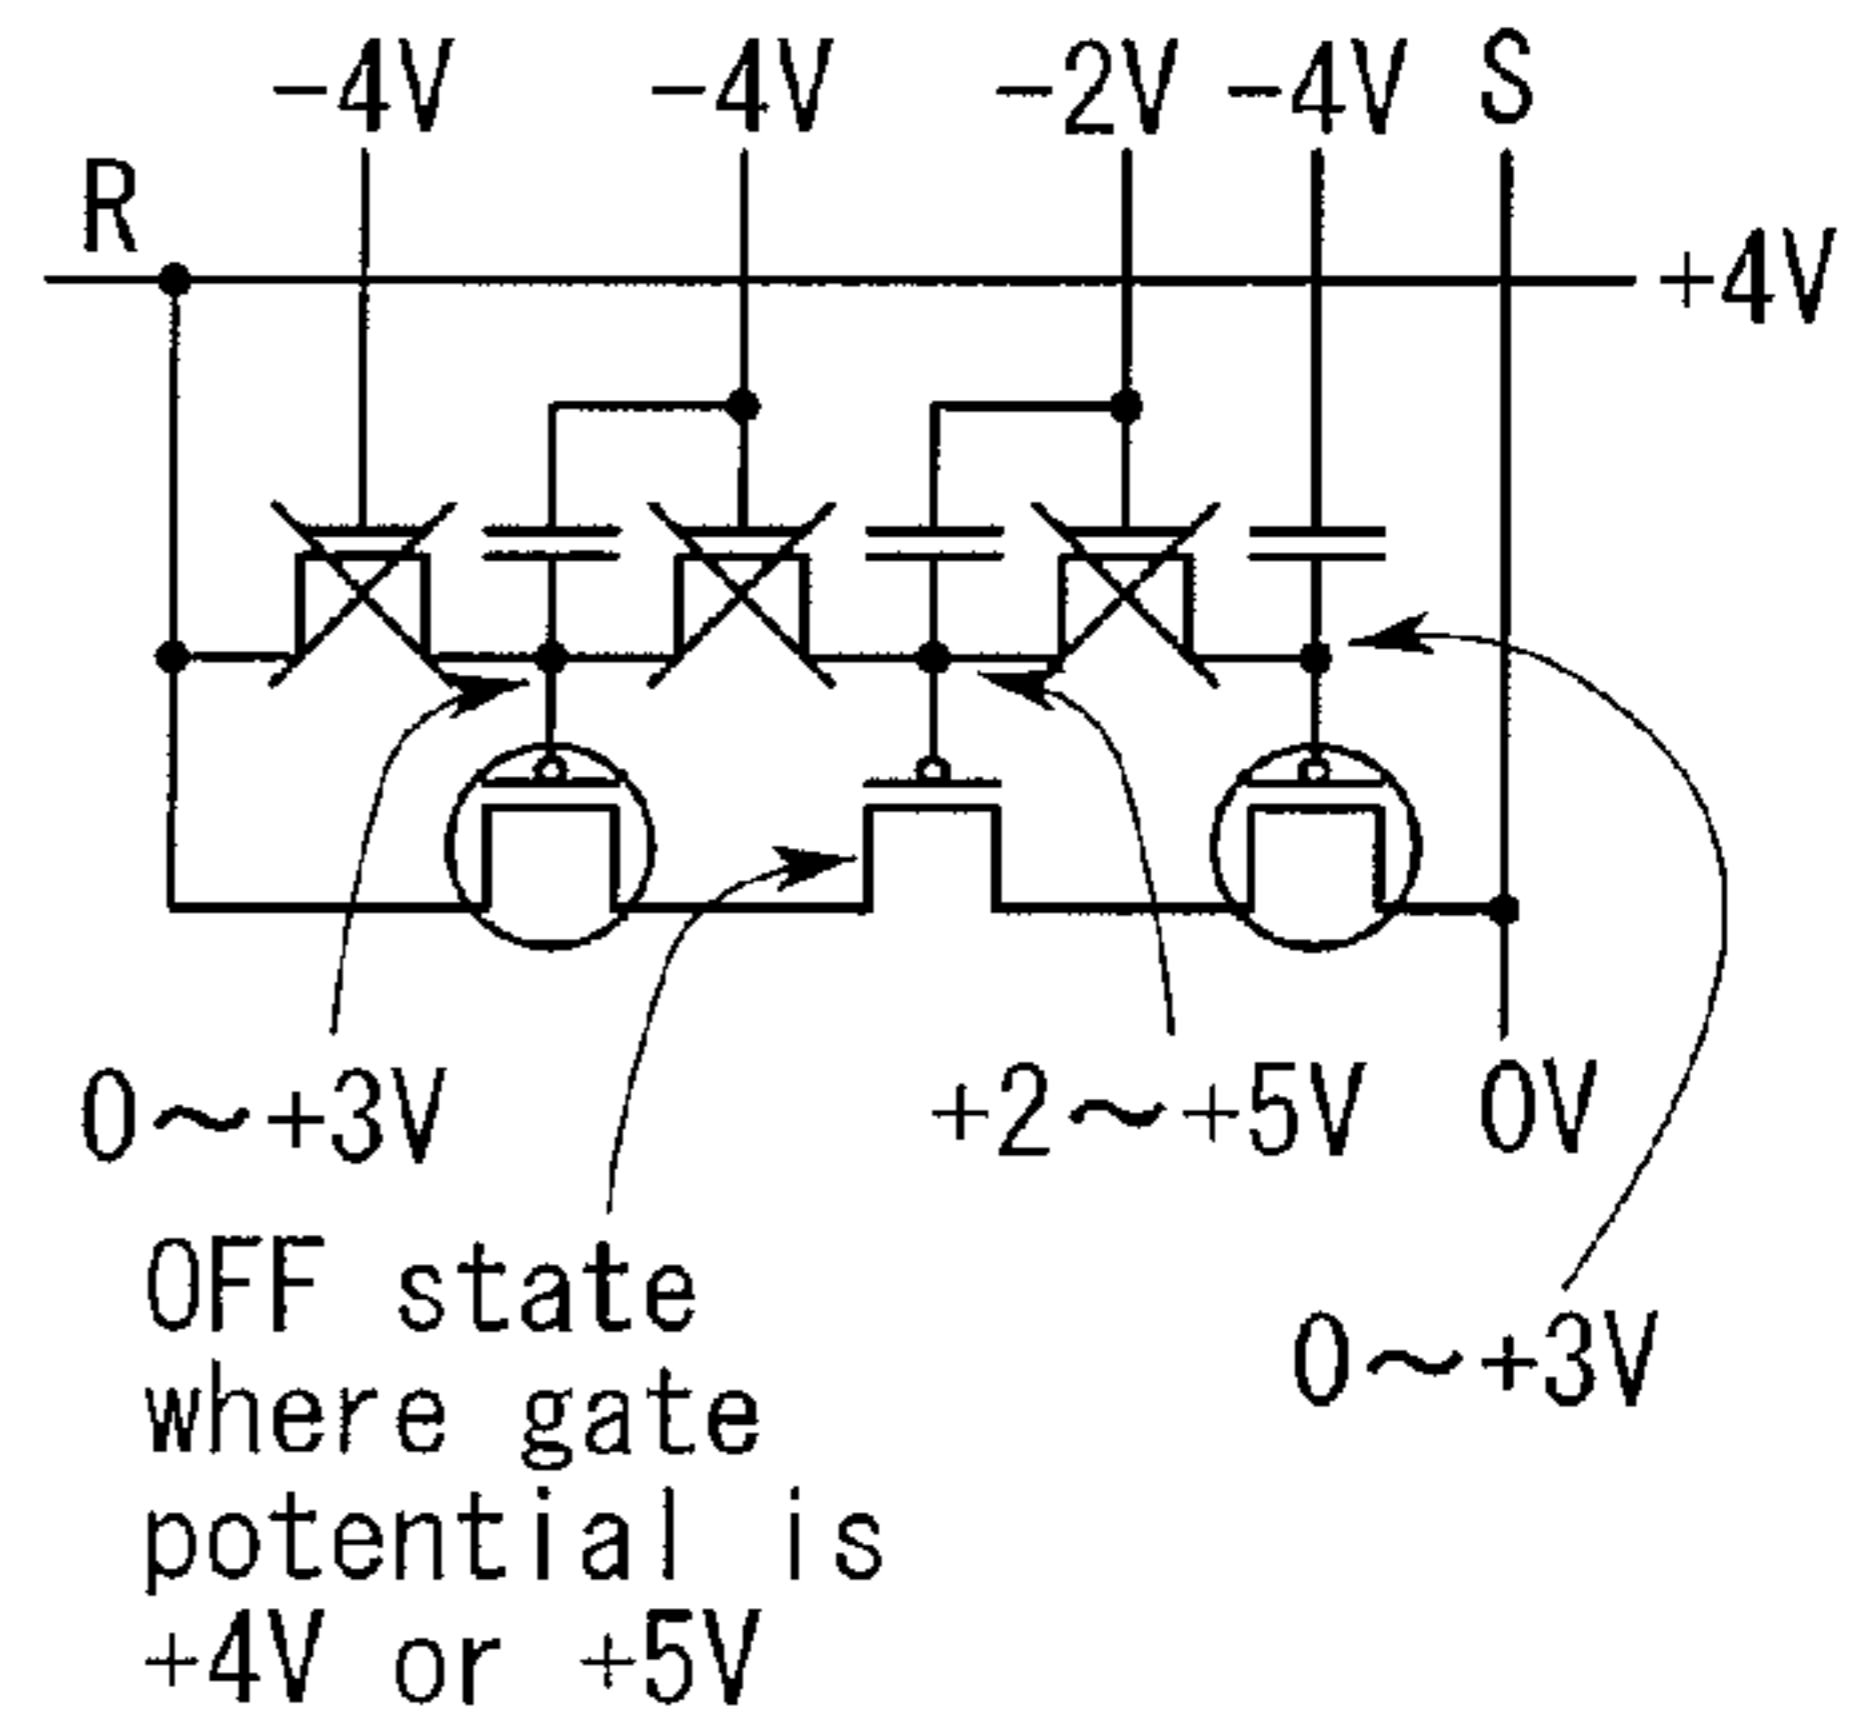 -4V -4V -2V -4V S
R
+4V
0～+3V
+2～+5V
0V
0～+3V
OFF state
where gate
potential is
+4V or +5V